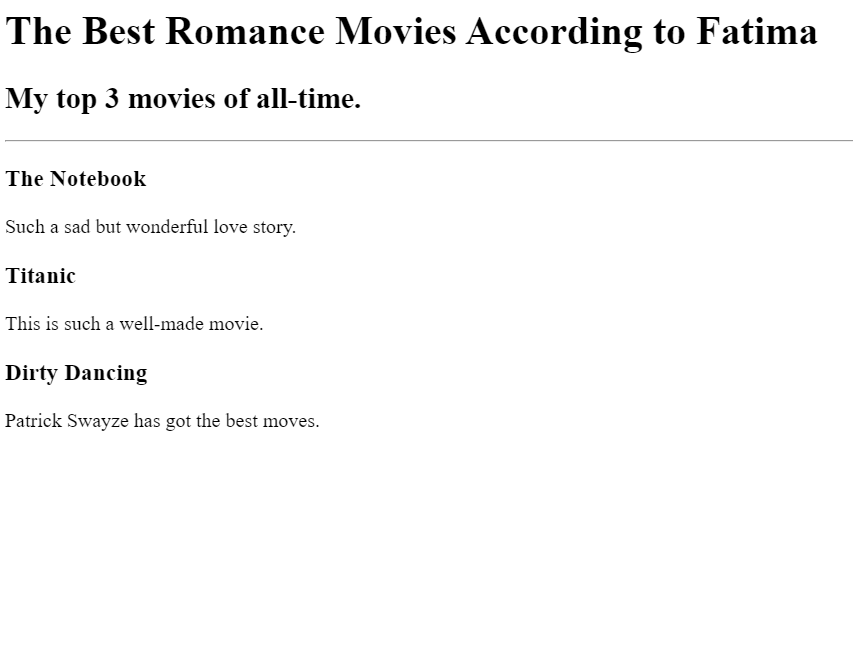 The Best Romance Movies According to Fatima
My top 3 movies of all-time.
The Notebook
Such a sad but wonderful love story.
Titanic
This is such a well-made movie.
Dirty Dancing
Patrick Swayze has got the best moves.